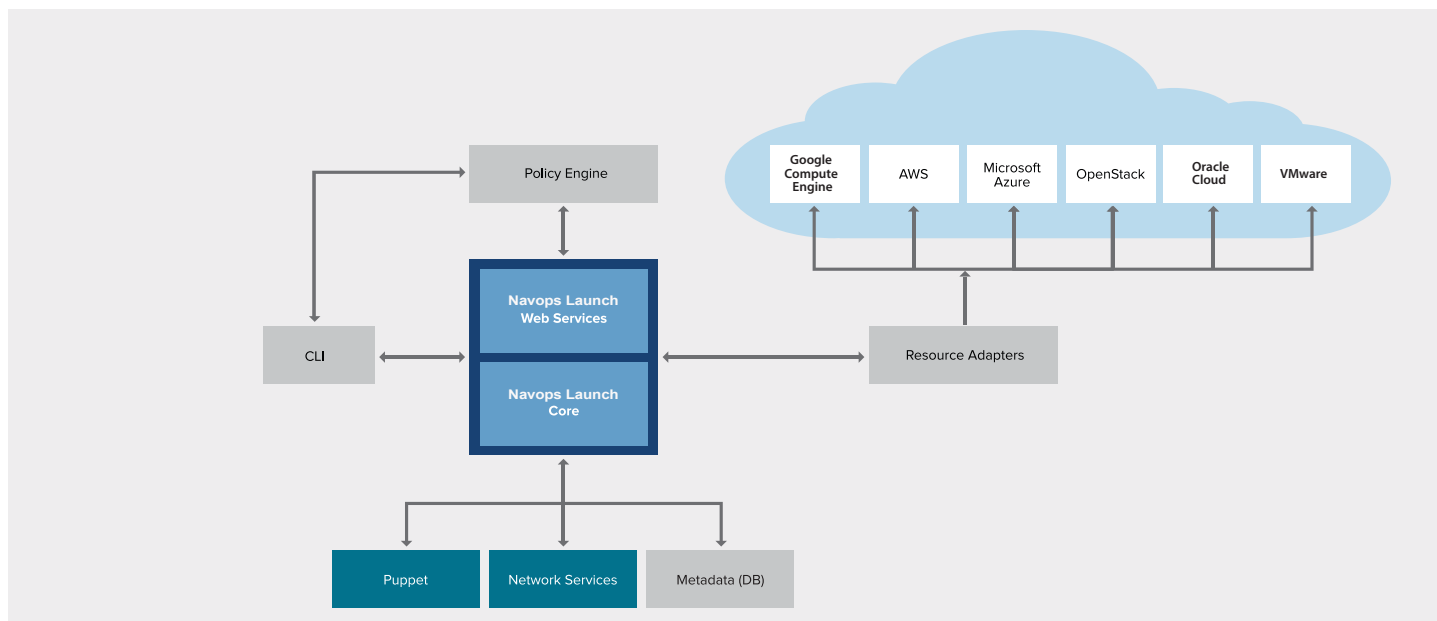 Google
Compute
Engine
AWS
Microsoft
Azure
OpenStack
Oracle
Cloud
VMware
Policy Engine
Navops Launch
Web Services
CLI
Resource Adapters
Navops Launch
Core
Puppet
Network Services
Metadata (DB)